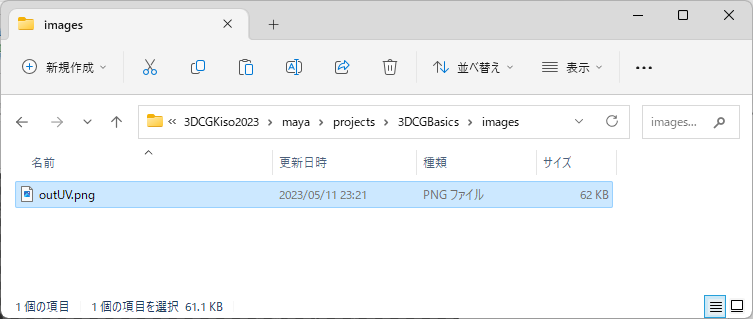 images
新規作成
並べ替え
表示
3DCGKiso2023 maya projects 3DCGBasics images
images...
名前 更新日時 種類 サイズ
outUV.png 2023/05/11 23:21 PNG ファイル 62 KB
1 個の項目 1 個の項目を選択 61.1 KB